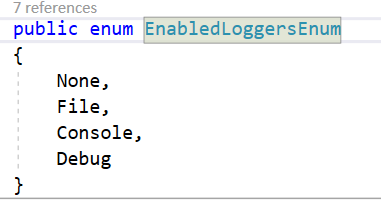 7 references
public enum EnabledLoggersEnum
{
None,
File,
Console,
Debug
}